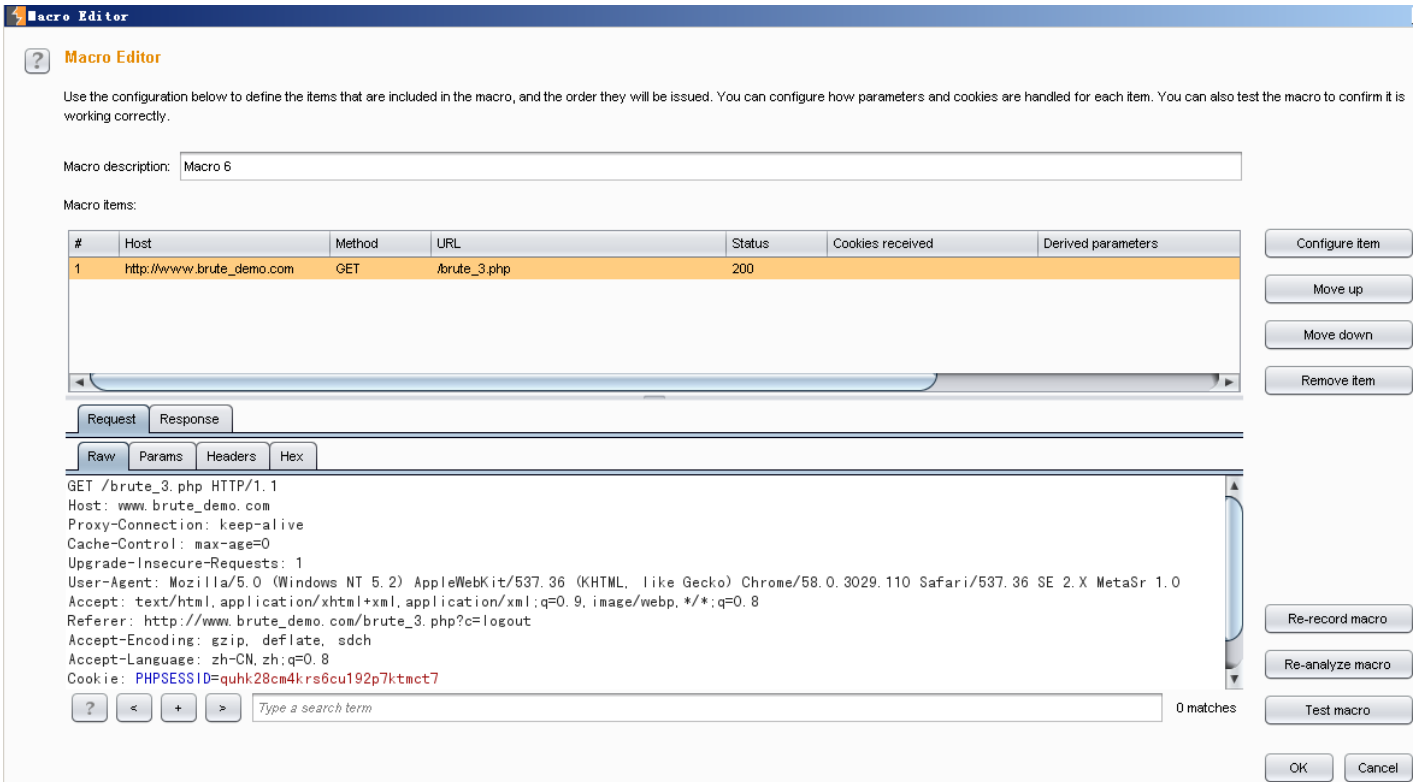 Macro Editor
Macro Editor
Use the configuration below to define the items that are included in the macro, and the order they will be issued. You can configure how parameters and cookies are handled for each item. You can also test the macro to confirm it is
working correctly.
Macro description: Macro 6
Macro items:
# Host Method URL Status Cookies received Derived parameters
1 http://www.brute_demo.com GET /brute_3.php 200
Configure item
Move up
Move down
Remove item
Request Response
Raw Params Headers Hex
GET /brute_3.php HTTP/1.1
Host: www.brute_demo.com
Proxy-Connection: keep-alive
Cache-Control: max-age=0
Upgrade-Insecure-Requests: 1
User-Agent: Mozilla/5.0 (Windows NT 5.2) AppleWebKit/537.36 (KHTML, like Gecko) Chrome/58.0.3029.110 Safari/537.36 SE 2.X MetaSr 1.0
Accept: text/html,application/xhtml+xml,application/xml;q=0.9,image/webp,*/*;q=0.8
Referer: http://www.brute_demo.com/brute_3.php?c=logout
Accept-Encoding: gzip, deflate, sdch
Accept-Language: zh-CN,zh;q=0.8
Cookie: PHPSESSID=quhk28cm4krs6cu192p7ktmct7
? < + > Type a search term 0 matches
Re-record macro
Re-analyze macro
Test macro
OK Cancel